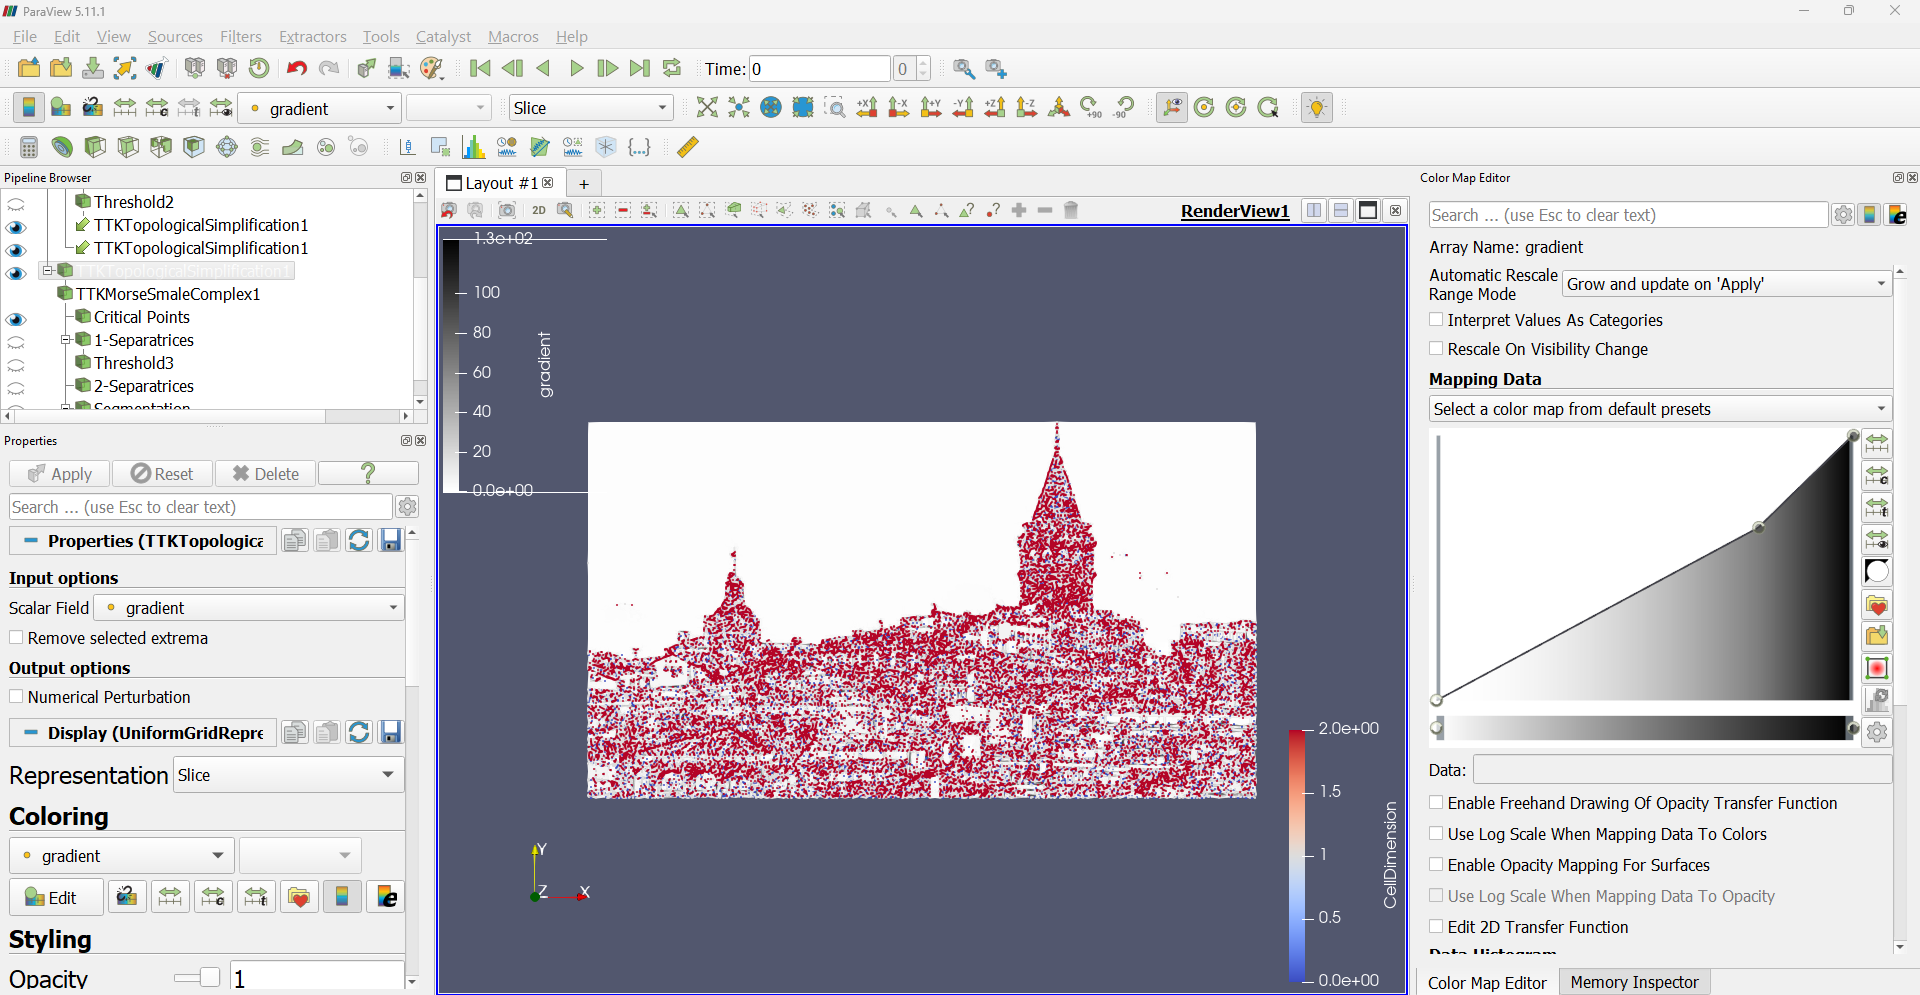 ParaView 5.11.1
File Edit View Sources Filters Extractors Tools Catalyst Macros Help
Time: 0 0
gradient Slice
+X -X +Y -Y +Z -Z +90 -90
Pipeline Browser
Threshold2
TTKTopologicalSimplification1
TTKTopologicalSimplification1
TTKTopologicalSimplification1
TTKMorseSmaleComplex1
Critical Points
1-Separatrices
Threshold3
2-Separatrices
Segmentation
Properties
Apply Reset Delete ?
Search ... (use Esc to clear text)
Properties (TTKTopologica
Input options
Scalar Field gradient
Remove selected extrema
Output options
Numerical Perturbation
Display (UniformGridRepre
Representation Slice
Coloring
gradient
Edit
Styling
Opacity 1
Layout #1 +
2D RenderView1
1.3e+02
100
80
60
40
20
0.0e+00
gradient
2.0e+00
1.5
1
0.5
0.0e+00
CellDimension
Y
Z X
Color Map Editor
Search ... (use Esc to clear text)
Array Name: gradient
Automatic Rescale
Range Mode
Grow and update on 'Apply'
Interpret Values As Categories
Rescale On Visibility Change
Mapping Data
Select a color map from default presets
Data:
Enable Freehand Drawing Of Opacity Transfer Function
Use Log Scale When Mapping Data To Colors
Enable Opacity Mapping For Surfaces
Use Log Scale When Mapping Data To Opacity
Edit 2D Transfer Function
Data Histogram
Color Map Editor Memory Inspector